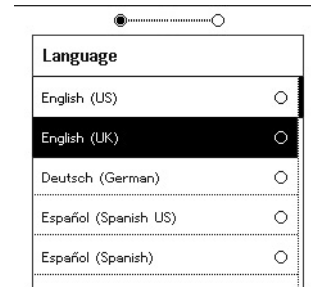 Language
English (US)
English (UK)
Deutsch (German)
Español (Spanish US)
Español (Spanish)